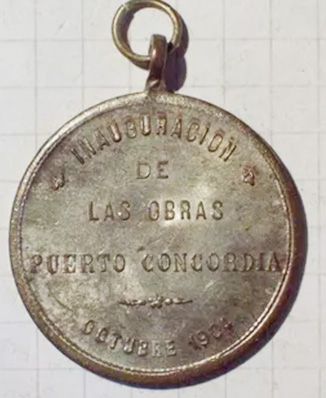 INAUGURACION
DE
LAS OBRAS
PUERTO CONCORDIA
OCTUBRE